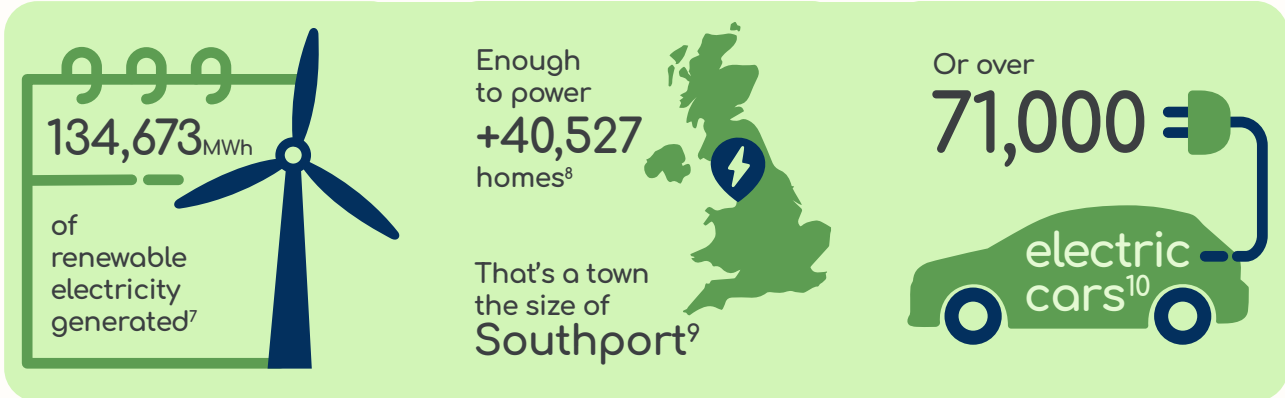 134,673MWh
of
renewable
electricity
generated⁷
Enough
to power
+40,527
homes⁸
That's a town
the size of
Southport⁹
Or over
71,000
electric
cars¹⁰